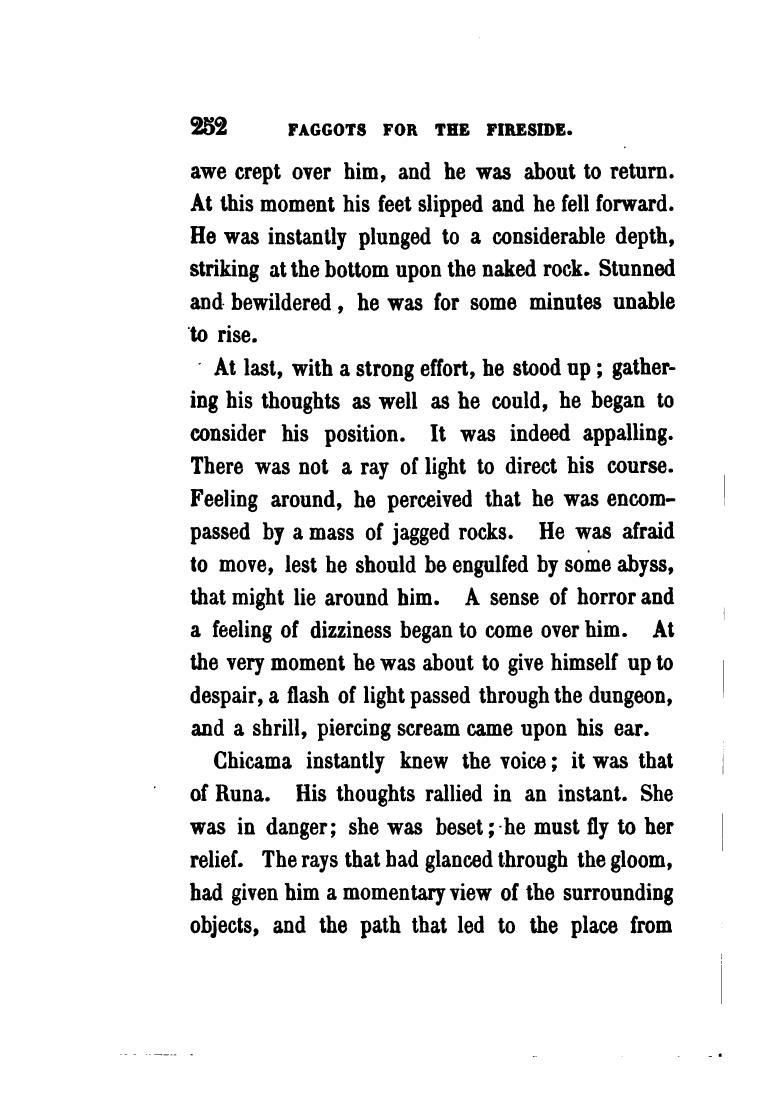 252 FAGGOTS FOR THE FIRESIDE.
awe crept over him, and he was about to return.
At this moment his feet slipped and he fell forward.
He was instantly plunged to a considerable depth,
striking at the bottom upon the naked rock. Stunned
and bewildered, he was for some minutes unable
to rise.
At last, with a strong effort, he stood up; gather-
ing his thoughts as well as he could, he began to
consider his position. It was indeed appalling.
There was not a ray of light to direct his course.
Feeling around, he perceived that he was encom-
passed by a mass of jagged rocks. He was afraid
to move, lest he should be engulfed by some abyss,
that might lie around him. A sense of horror and
a feeling of dizziness began to come over him. At
the very moment he was about to give himself up to
despair, a flash of light passed through the dungeon,
and a shrill, piercing scream came upon his ear.
Chicama instantly knew the voice; it was that
of Runa. His thoughts rallied in an instant. She
was in danger; she was beset; he must fly to her
relief. The rays that had glanced through the gloom,
had given him a momentary view of the surrounding
objects, and the path that led to the place from